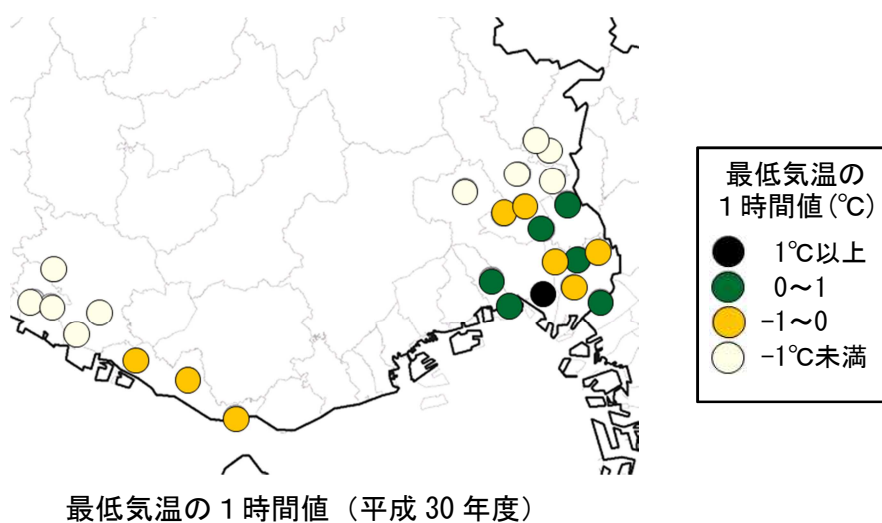 最低気温の
１時間値(℃)
1℃以上
0～1
-1～0
-1℃未満
最低気温の１時間値（平成 30 年度）